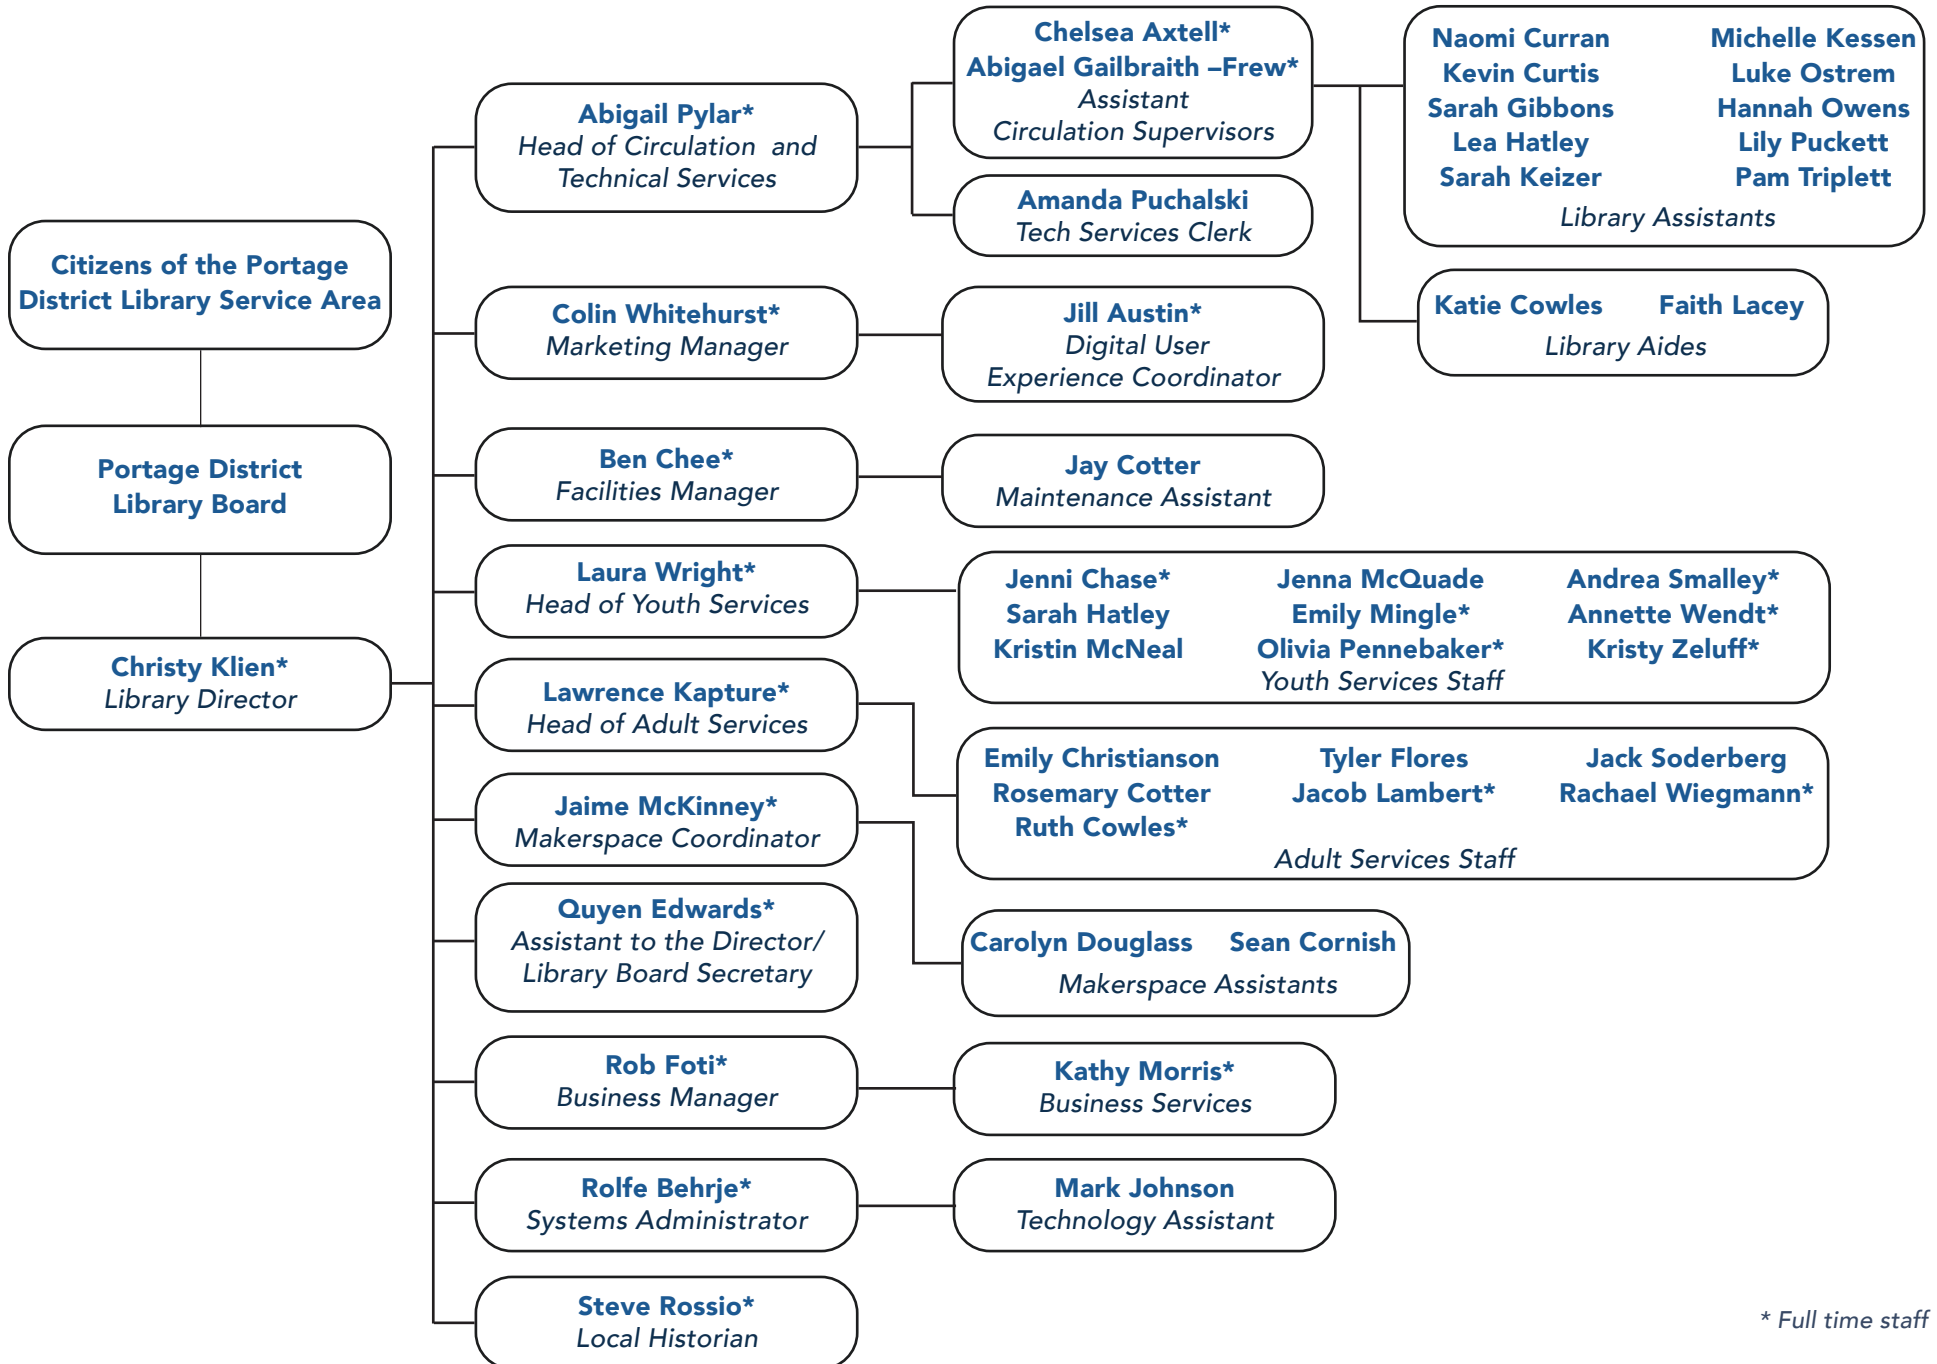 Citizens of the Portage
District Library Service Area
Portage District
Library Board
Christy Klien*
Library Director
Abigail Pylar*
Head of Circulation and
Technical Services
Chelsea Axtell*
Abigael Gailbraith –Frew*
Assistant
Circulation Supervisors
Amanda Puchalski
Tech Services Clerk
Naomi Curran Michelle Kessen
Kevin Curtis Luke Ostrem
Sarah Gibbons Hannah Owens
Lea Hatley Lily Puckett
Sarah Keizer Pam Triplett
Library Assistants
Katie Cowles Faith Lacey
Library Aides
Colin Whitehurst*
Marketing Manager
Jill Austin*
Digital User
Experience Coordinator
Ben Chee*
Facilities Manager
Jay Cotter
Maintenance Assistant
Laura Wright*
Head of Youth Services
Jenni Chase* Jenna McQuade Andrea Smalley*
Sarah Hatley Emily Mingle* Annette Wendt*
Kristin McNeal Olivia Pennebaker* Kristy Zeluff*
Youth Services Staff
Lawrence Kapture*
Head of Adult Services
Emily Christianson Tyler Flores Jack Soderberg
Rosemary Cotter Jacob Lambert* Rachael Wiegmann*
Ruth Cowles*
Adult Services Staff
Jaime McKinney*
Makerspace Coordinator
Carolyn Douglass Sean Cornish
Makerspace Assistants
Quyen Edwards*
Assistant to the Director/
Library Board Secretary
Rob Foti*
Business Manager
Kathy Morris*
Business Services
Rolfe Behrje*
Systems Administrator
Mark Johnson
Technology Assistant
Steve Rossio*
Local Historian
* Full time staff